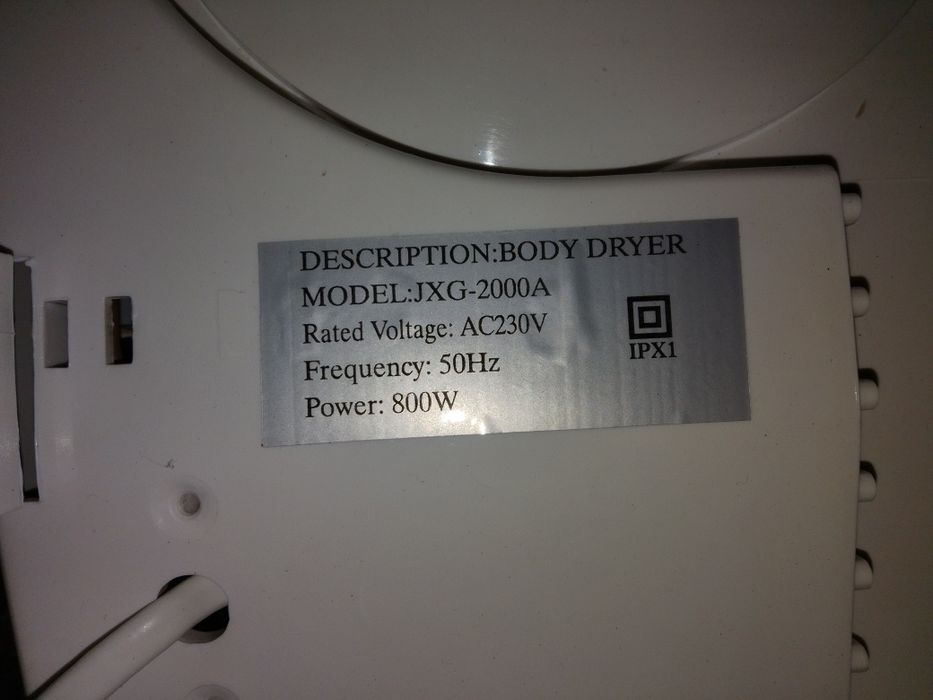 DESCRIPTION:BODY DRYER
MODEL:JXG-2000A
Rated Voltage: AC230V
Frequency: 50Hz
Power: 800W
IPX1